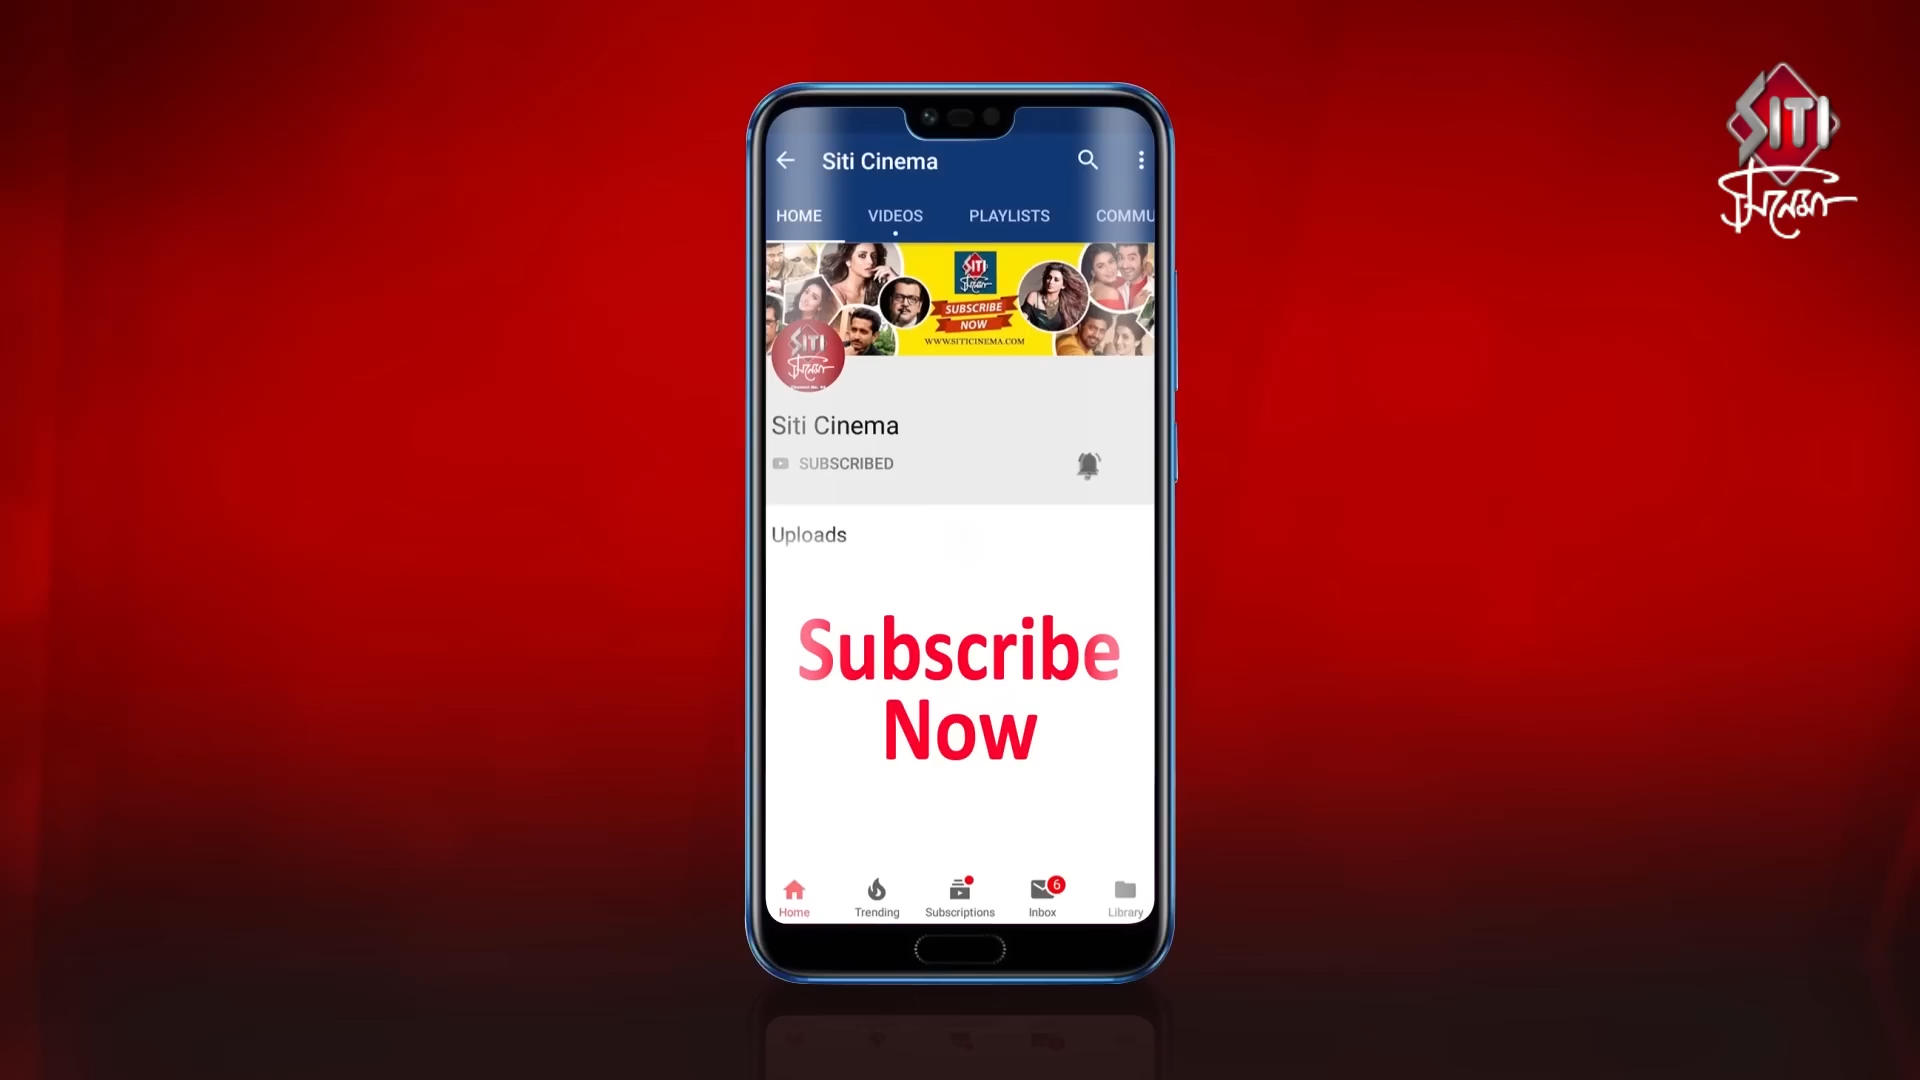 Siti Cinema
HOME VIDEOS PLAYLISTS COMMU
SITI
সিনেমা
SITI
সিনেমা
SUBSCRIBE
NOW
WWW.SITICINEMA.COM
SITI
সিনেমা
Siti Cinema
SUBSCRIBED
Uploads
Subscribe
Now
6
Home Trending Subscriptions Inbox Library